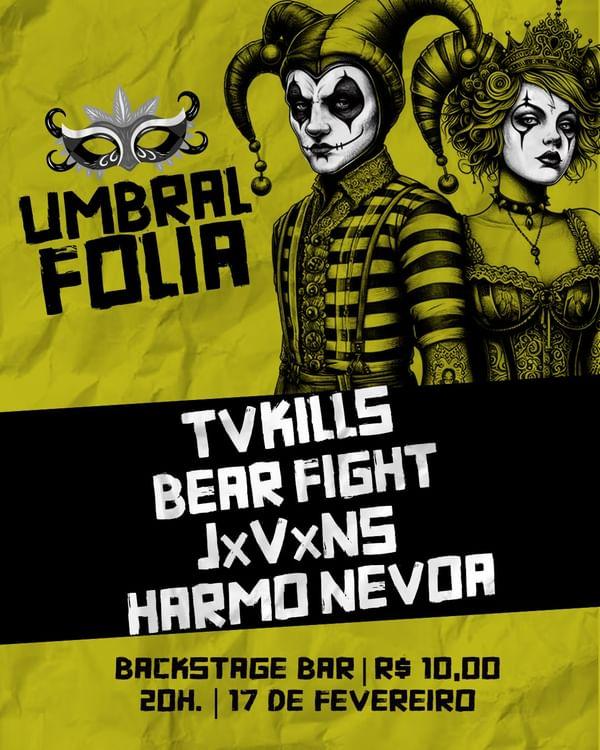 UMBRAL
FOLIA
TVKILLS
BEAR FIGHT
JxVxNS
HARMO NEVOA
BACKSTAGE BAR | R$ 10,00
20H. | 17 DE FEVEREIRO